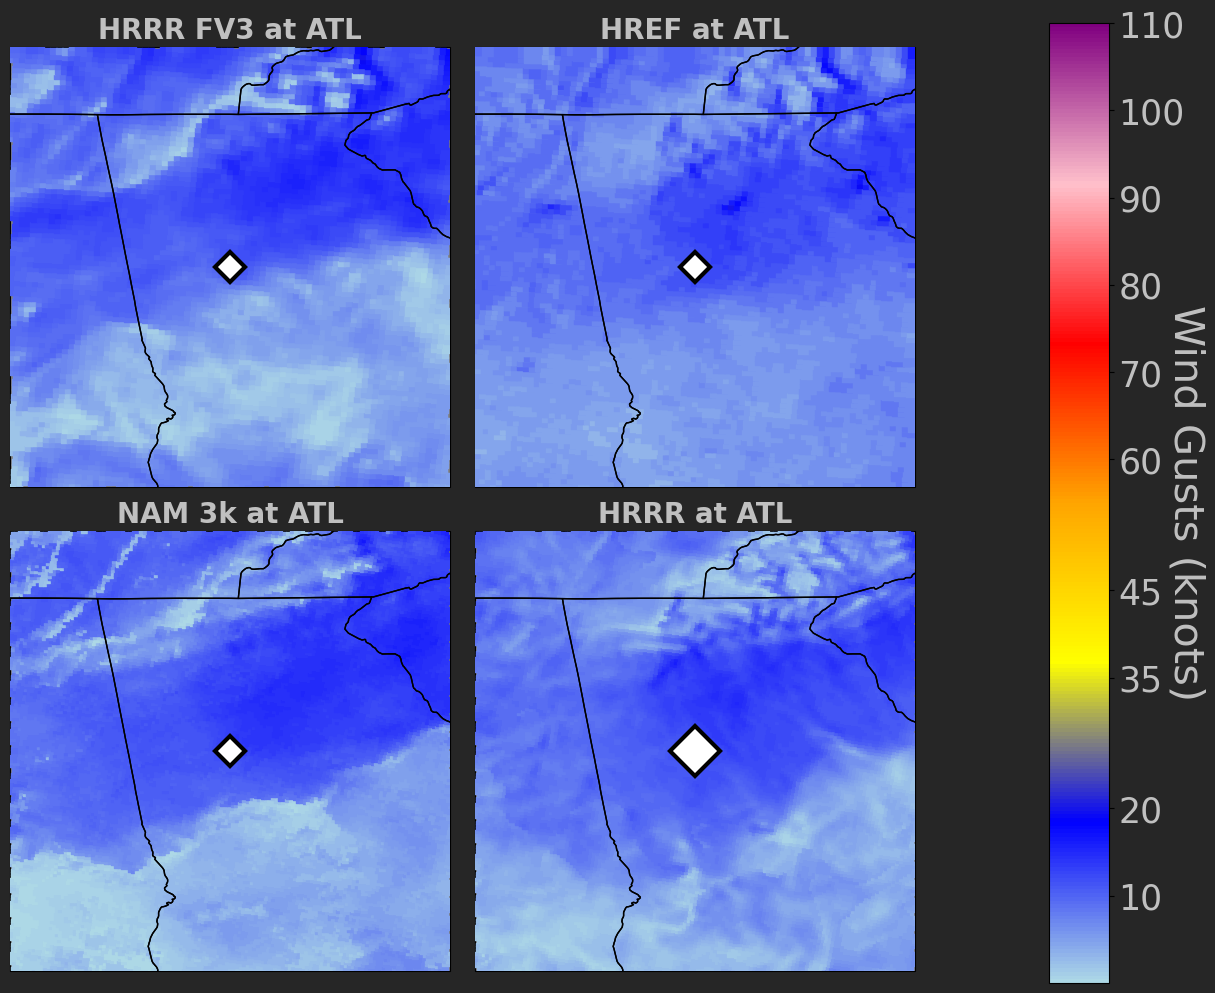 HRRR FV3 at ATL
HREF at ATL
NAM 3k at ATL
HRRR at ATL
110
100
90
80
70
60
45
35
20
10
Wind Gusts (knots)